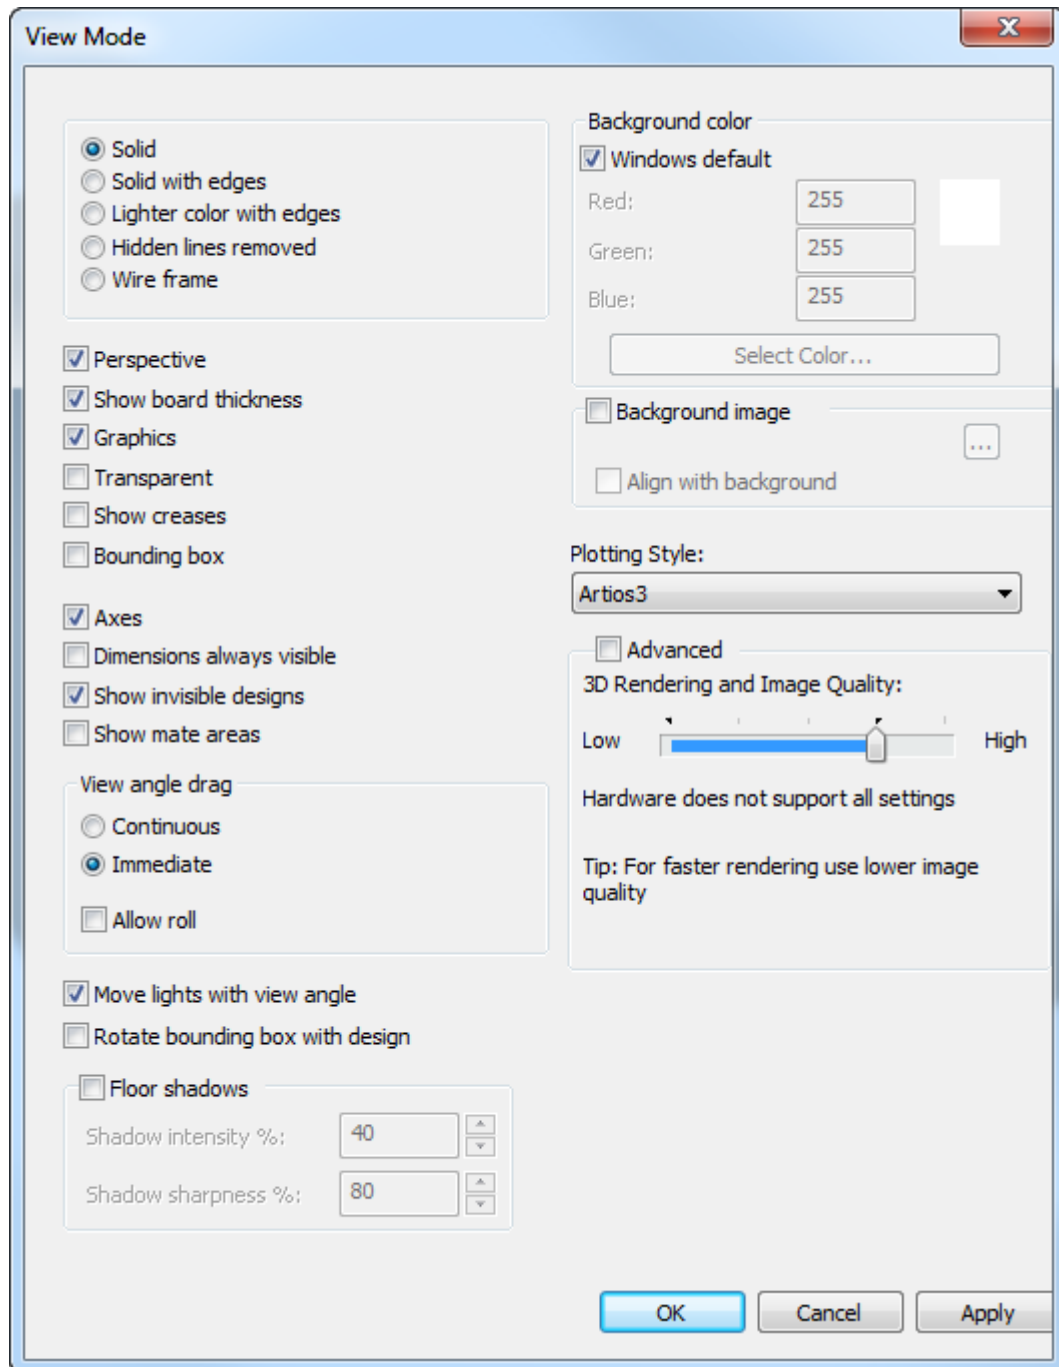 View Mode
Solid
Solid with edges
Lighter color with edges
Hidden lines removed
Wire frame
Perspective
Show board thickness
Graphics
Transparent
Show creases
Bounding box
Axes
Dimensions always visible
Show invisible designs
Show mate areas
View angle drag
Continuous
Immediate
Allow roll
Move lights with view angle
Rotate bounding box with design
Floor shadows
Shadow intensity %: 40
Shadow sharpness %: 80
Background color
Windows default
Red: 255
Green: 255
Blue: 255
Select Color...
Background image
...
Align with background
Plotting Style:
Artios3
Advanced
3D Rendering and Image Quality:
Low High
Hardware does not support all settings
Tip: For faster rendering use lower image
quality
OK Cancel Apply